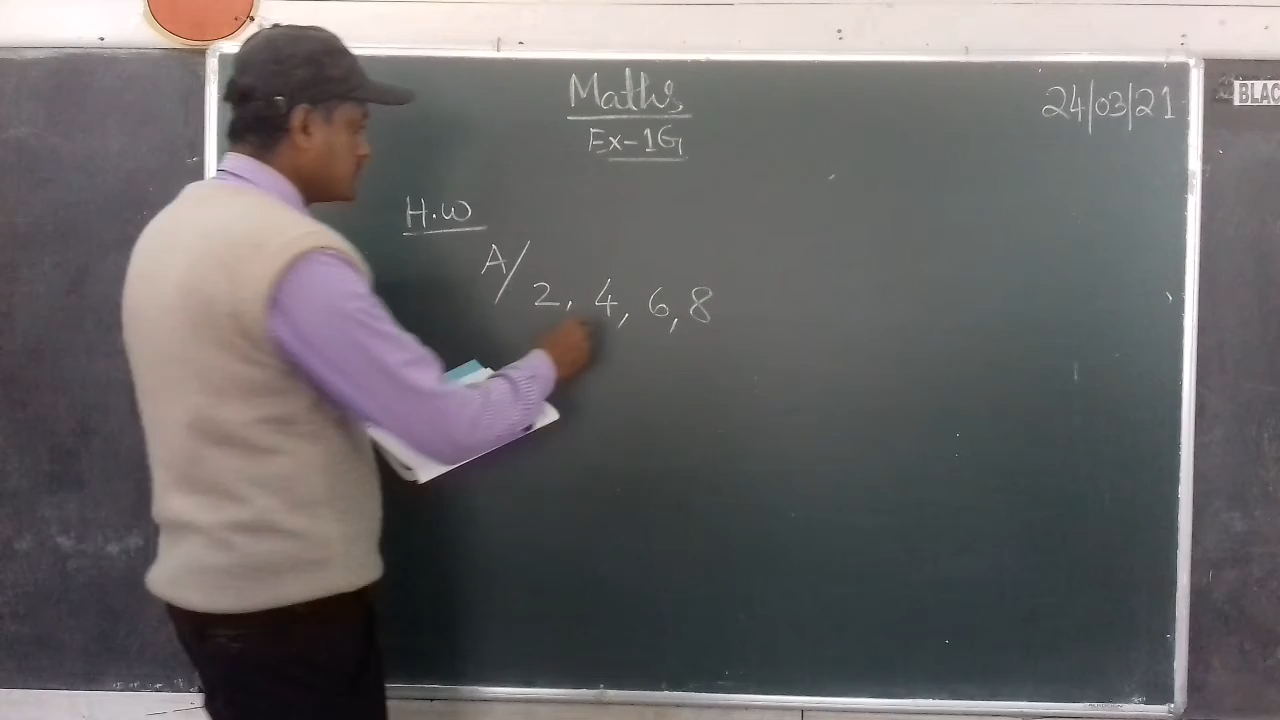 Maths
24/03/21
Ex-1G
BLAC
H.W
A/ 2, 4, 6, 8